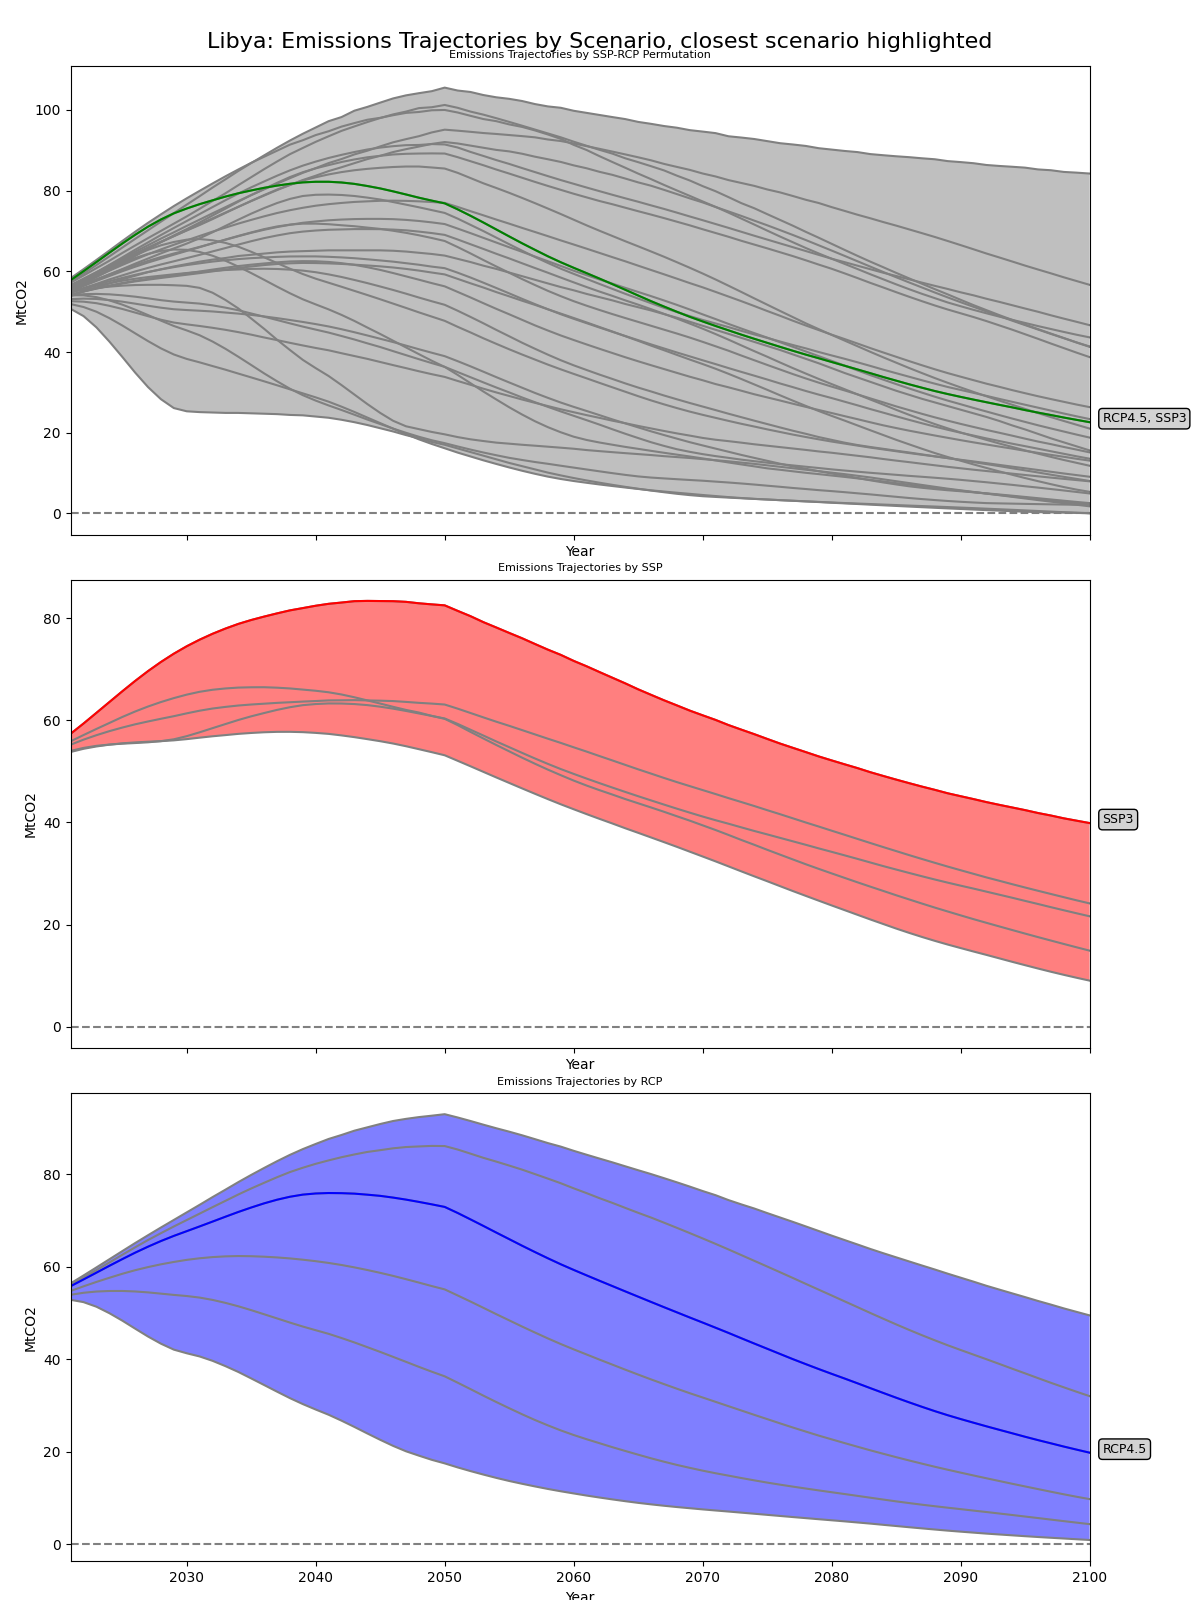 Libya: Emissions Trajectories by Scenario, closest scenario highlighted
Emissions Trajectories by SSP-RCP Permutation
100
80
60
40
20
0
MtCO2
RCP4.5, SSP3
Year
Emissions Trajectories by SSP
80
60
40
20
0
MtCO2
SSP3
Year
Emissions Trajectories by RCP
80
60
40
20
0
MtCO2
RCP4.5
2030 2040 2050 2060 2070 2080 2090 2100
Year